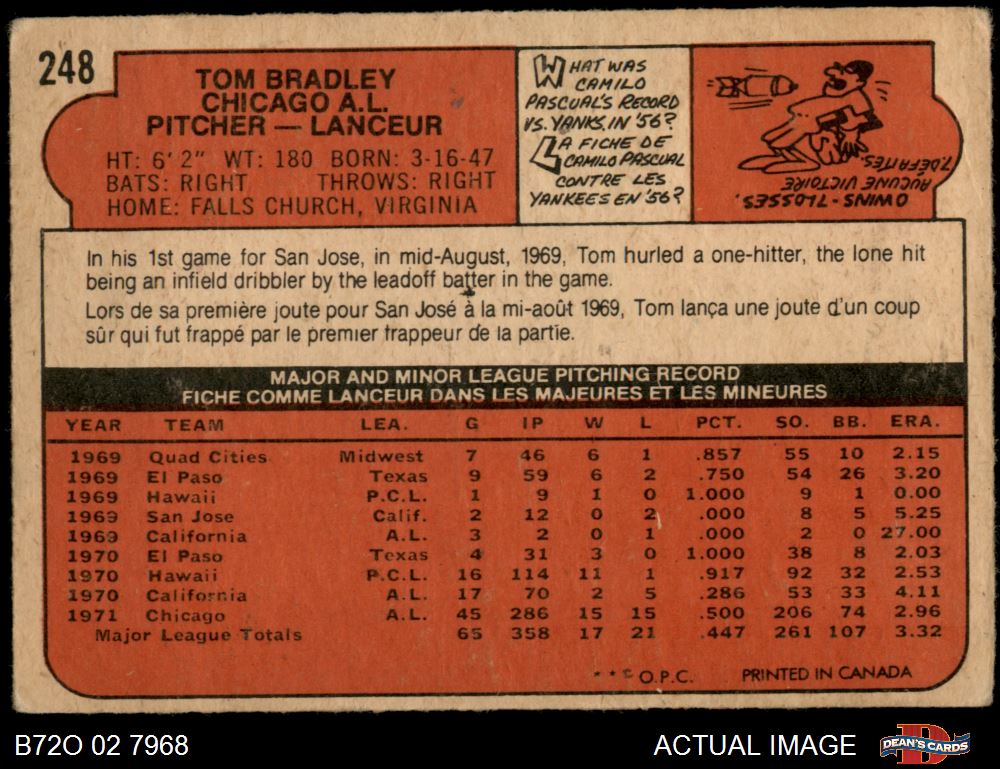 248
TOM BRADLEY
CHICAGO A.L.
PITCHER — LANCEUR
HT: 6'2" WT: 180 BORN: 3-16-47
BATS: RIGHT THROWS: RIGHT
HOME: FALLS CHURCH, VIRGINIA
WHAT WAS
CAMILO
PASCUAL'S RECORD
VS. YANKS, IN '56?
LA FICHE DE
CAMILO PASCUAL
CONTRE LES
YANKEES EN '56?
0 WINS - 7 LOSSES.
AUCUNE VICTOIRE
7 DÉFAITES.
In his 1st game for San Jose, in mid-August, 1969, Tom hurled a one-hitter, the lone hit
being an infield dribbler by the leadoff batter in the game.
Lors de sa première joute pour San José à la mi-août 1969, Tom lança une joute d'un coup
sûr qui fut frappé par le premier frappeur de la partie.
MAJOR AND MINOR LEAGUE PITCHING RECORD
FICHE COMME LANCEUR DANS LES MAJEURES ET LES MINEURES
YEAR TEAM LEA. G IP W L PCT. SO. BB. ERA.
1969 Quad Cities Midwest 7 46 6 1 .857 55 10 2.15
1969 El Paso Texas 9 59 6 2 .750 54 26 3.20
1969 Hawaii P.C.L. 1 9 1 0 1.000 9 1 0.00
1969 San Jose Calif. 2 12 0 2 .000 8 5 5.25
1969 California A.L. 3 2 0 1 .000 2 0 27.00
1970 El Paso Texas 4 31 3 0 1.000 38 8 2.03
1970 Hawaii P.C.L. 16 114 11 1 .917 92 32 2.53
1970 California A.L. 17 70 2 5 .286 53 33 4.11
1971 Chicago A.L. 45 286 15 15 .500 206 74 2.96
Major League Totals 65 358 17 21 .447 261 107 3.32
* * © O.P.C. PRINTED IN CANADA
B72O 02 7968 ACTUAL IMAGE DEAN'S CARDS